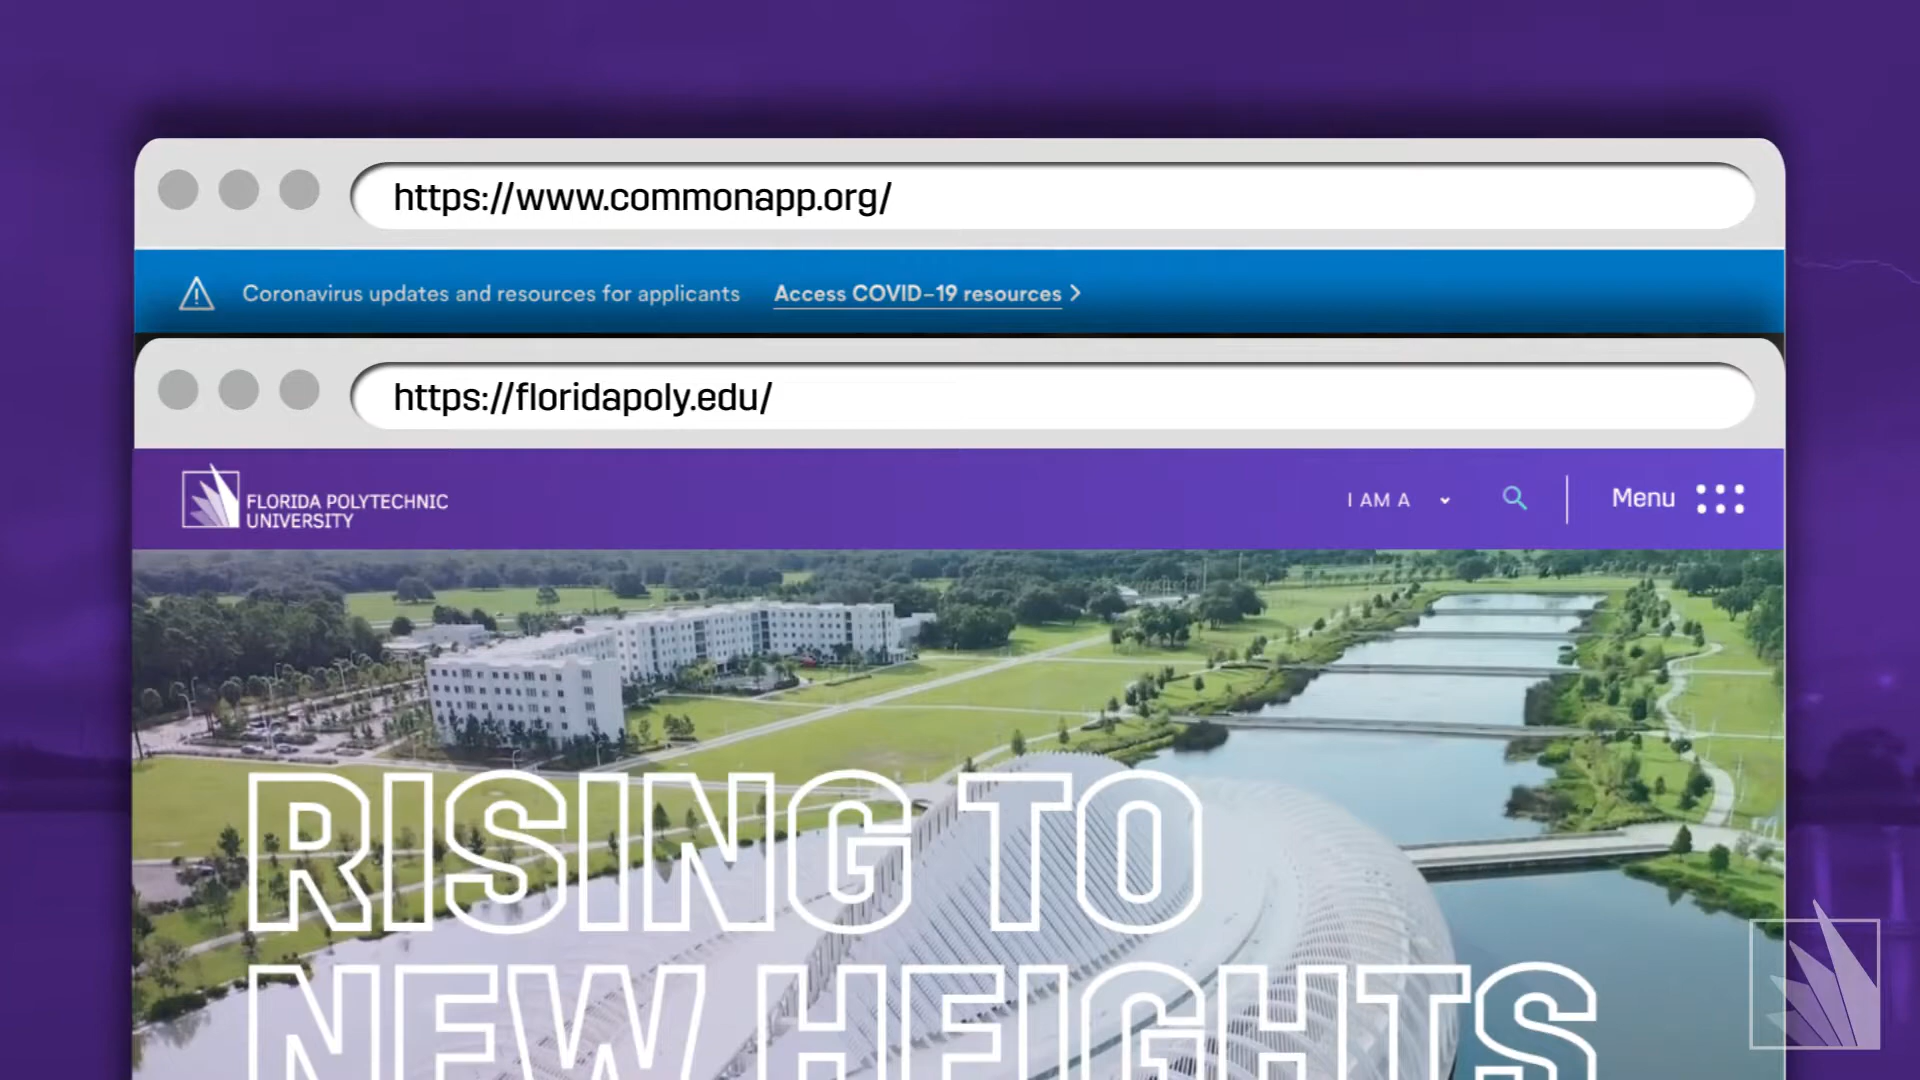 https://www.commonapp.org/
Coronavirus updates and resources for applicants Access COVID-19 resources
https://floridapoly.edu/
FLORIDA POLYTECHNIC
UNIVERSITY
I AM A
Menu
RISING TO
NEW HEIGHTS